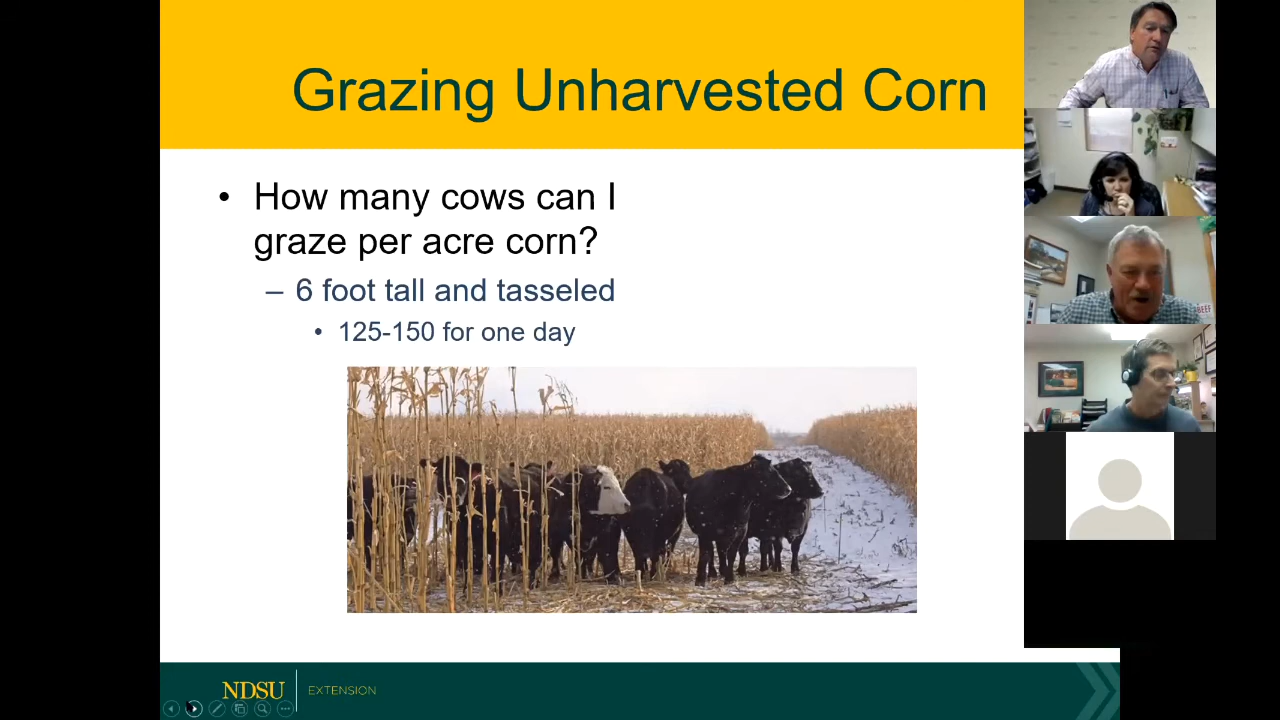 Grazing Unharvested Corn
• How many cows can I
graze per acre corn?
– 6 foot tall and tasseled
• 125-150 for one day
NDSU EXTENSION
BEEF